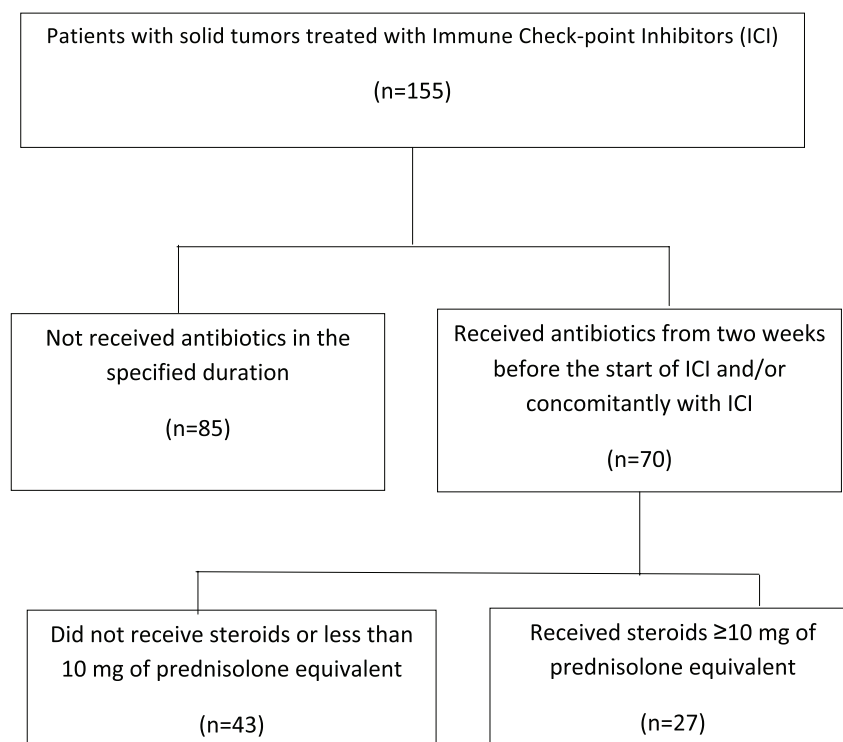 Patients with solid tumors treated with Immune Check-point Inhibitors (ICI)
(n=155)
Not received antibiotics in the
specified duration
(n=85)
Received antibiotics from two weeks
before the start of ICI and/or
concomitantly with ICI
(n=70)
Did not receive steroids or less than
10 mg of prednisolone equivalent
(n=43)
Received steroids ≥10 mg of
prednisolone equivalent
(n=27)